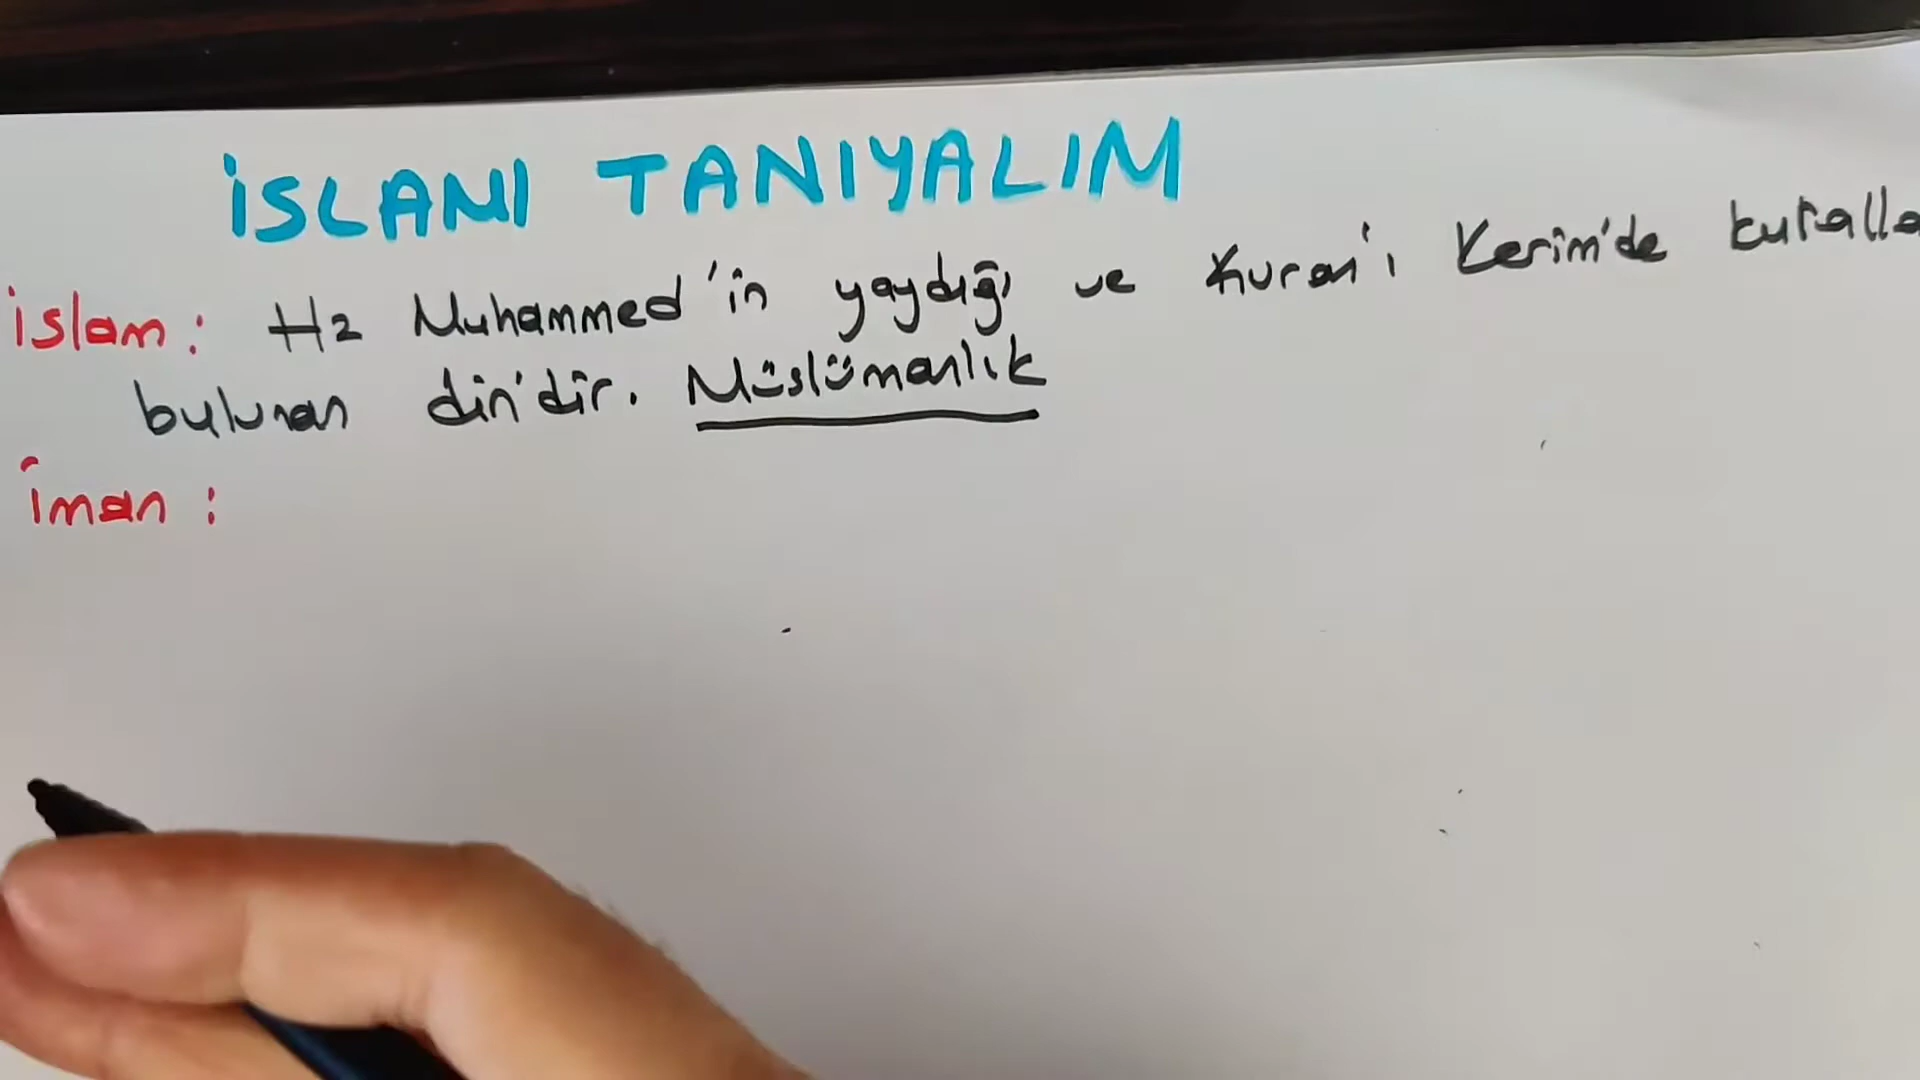 İSLAMI TANIYALIM
İslam: Hz Muhammed'in yaydığı ve Kuran'ı Kerim'de kuralla
bulunan din'dir. Müslümanlık
İman: